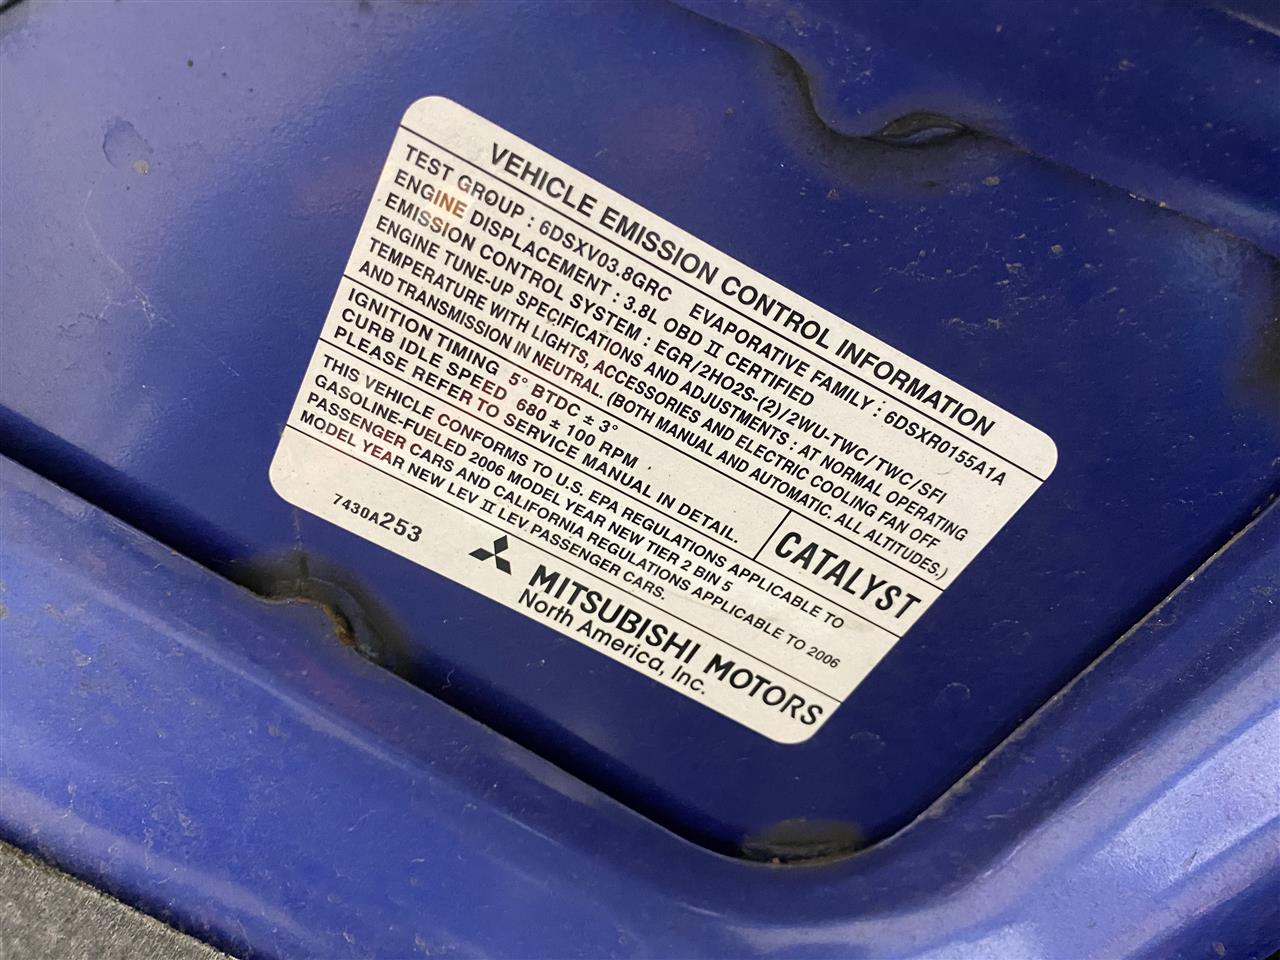 VEHICLE EMISSION CONTROL INFORMATION
TEST GROUP : 6DSXV03.8GRC EVAPORATIVE FAMILY : 6DSXR0155A1A
ENGINE DISPLACEMENT : 3.8L OBD II CERTIFIED
EMISSION CONTROL SYSTEM : EGR/2HO2S-(2)/2WU-TWC/TWC/SFI
ENGINE TUNE-UP SPECIFICATIONS AND ADJUSTMENTS : AT NORMAL OPERATING
TEMPERATURE WITH LIGHTS, ACCESSORIES AND ELECTRIC COOLING FAN OFF
AND TRANSMISSION IN NEUTRAL. (BOTH MANUAL AND AUTOMATIC. ALL ALTITUDES.)
IGNITION TIMING 5° BTDC ± 3°
CURB IDLE SPEED 680 ± 100 RPM
PLEASE REFER TO SERVICE MANUAL IN DETAIL.
CATALYST
THIS VEHICLE CONFORMS TO U.S. EPA REGULATIONS APPLICABLE TO
GASOLINE-FUELED 2006 MODEL YEAR NEW TIER 2 BIN 5
PASSENGER CARS AND CALIFORNIA REGULATIONS APPLICABLE TO 2006
MODEL YEAR NEW LEV II LEV PASSENGER CARS.
7430A253
MITSUBISHI MOTORS
North America, Inc.